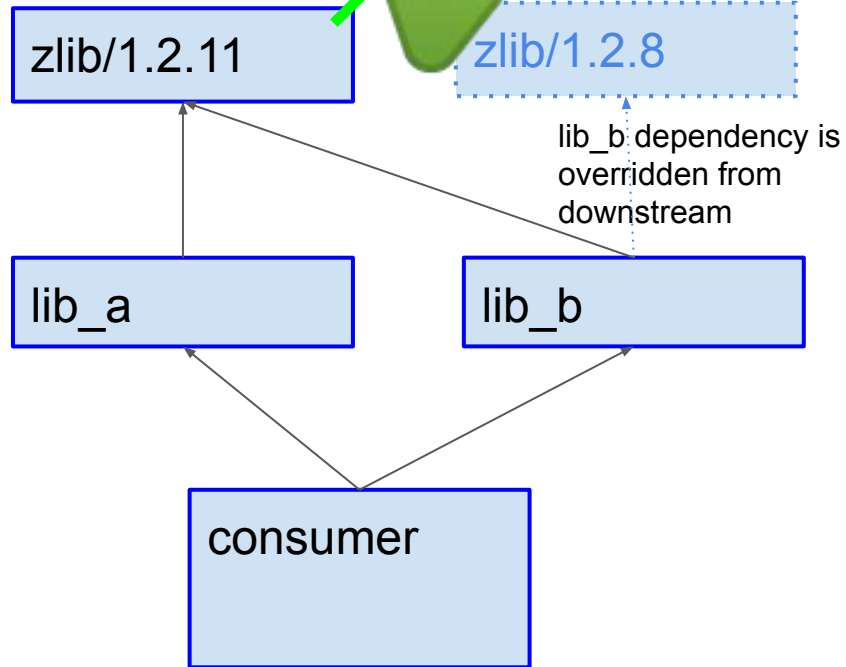 zlib/1.2.11
zlib/1.2.8
lib_b dependency is
overridden from
downstream
lib_a
lib_b
consumer